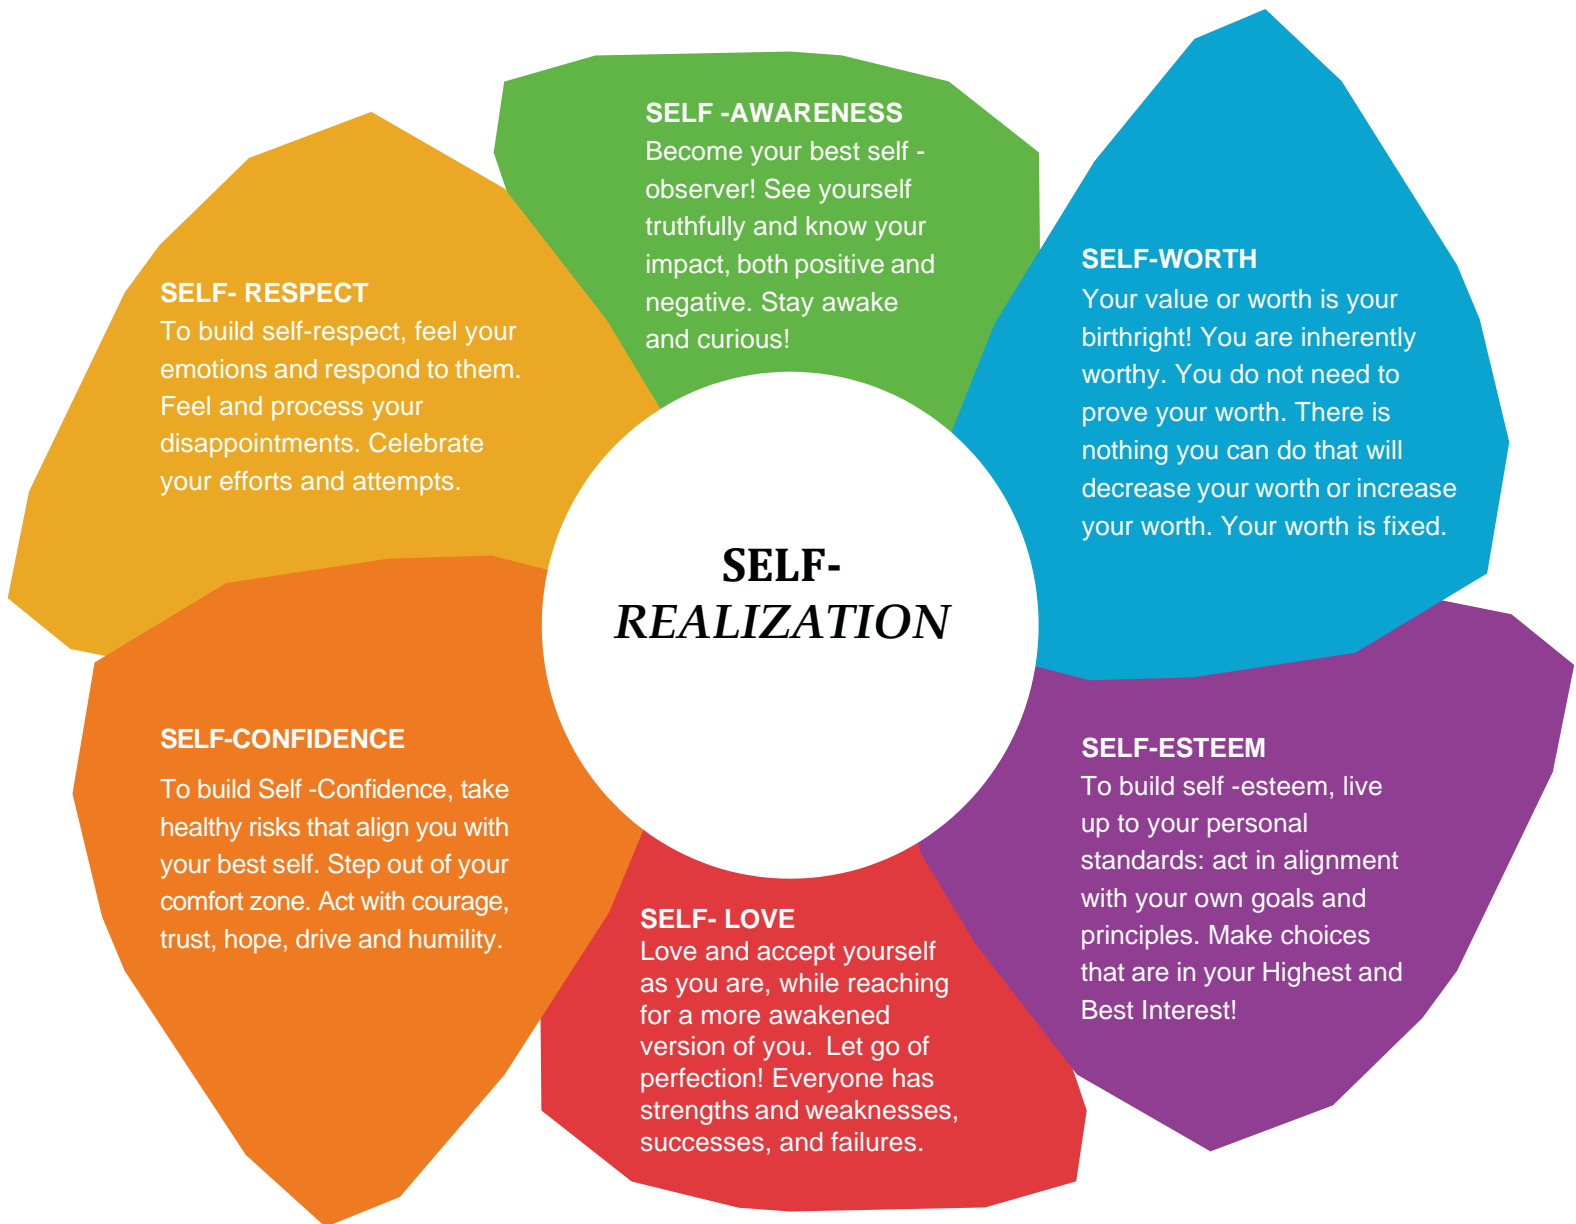 SELF -AWARENESS
Become your best self -
observer! See yourself
truthfully and know your
impact, both positive and
negative. Stay awake
and curious!
SELF-WORTH
Your value or worth is your
birthright! You are inherently
worthy. You do not need to
prove your worth. There is
nothing you can do that will
decrease your worth or increase
your worth. Your worth is fixed.
SELF-ESTEEM
To build self -esteem, live
up to your personal
standards: act in alignment
with your own goals and
principles. Make choices
that are in your Highest and
Best Interest!
SELF- LOVE
Love and accept yourself
as you are, while reaching
for a more awakened
version of you.  Let go of
perfection! Everyone has
strengths and weaknesses,
successes, and failures.
SELF-CONFIDENCE
To build Self -Confidence, take
healthy risks that align you with
your best self. Step out of your
comfort zone. Act with courage,
trust, hope, drive and humility.
SELF- RESPECT
To build self-respect, feel your
emotions and respond to them.
Feel and process your
disappointments. Celebrate
your efforts and attempts.
SELF-
REALIZATION